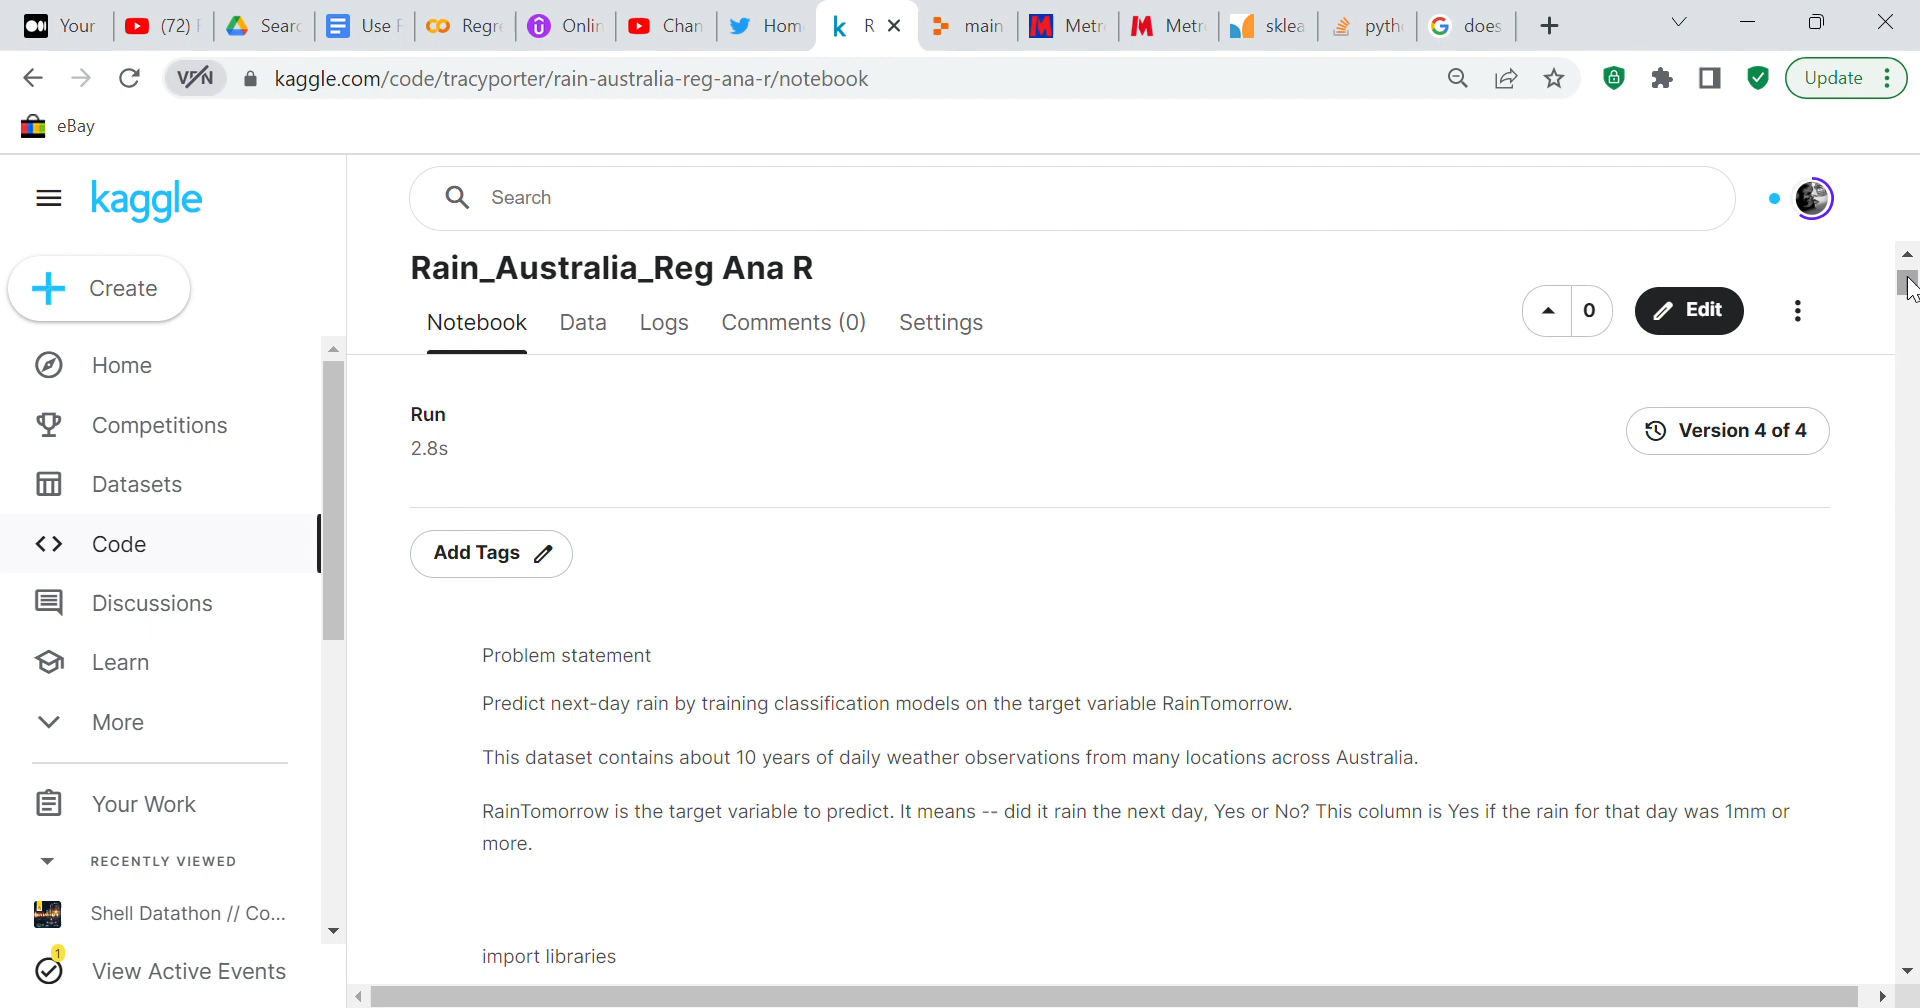 Your (72) Searc Use Regre Onlin Chan Hom R main Metr Metr sklea pyth does
VPN kaggle.com/code/tracyporter/rain-australia-reg-ana-r/notebook Update
eBay
kaggle
Search
Create
Rain_Australia_Reg Ana R
Notebook Data Logs Comments (0) Settings
0 Edit
Home
Competitions
Datasets
Code
Discussions
Learn
More
Your Work
RECENTLY VIEWED
Shell Datathon // Co...
1
View Active Events
Run
2.8s
Version 4 of 4
Add Tags
Problem statement
Predict next-day rain by training classification models on the target variable RainTomorrow.
This dataset contains about 10 years of daily weather observations from many locations across Australia.
RainTomorrow is the target variable to predict. It means -- did it rain the next day, Yes or No? This column is Yes if the rain for that day was 1mm or
more.
import libraries